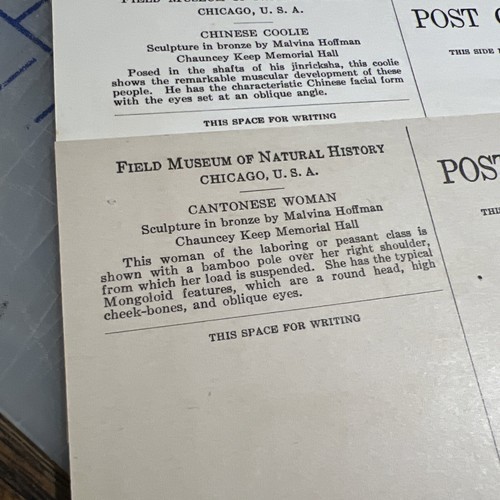 FIELD MUSEUM OF NATURAL HISTORY
CHICAGO, U. S. A.
CHINESE COOLIE
Sculpture in bronze by Malvina Hoffman
Chauncey Keep Memorial Hall
Posed in the shafts of his jinricksha, this coolie
shows the remarkable muscular development of these
people. He has the characteristic Chinese facial form
with the eyes set at an oblique angle.
THIS SPACE FOR WRITING
POST
THIS SIDE
FIELD MUSEUM OF NATURAL HISTORY
CHICAGO, U. S. A.
CANTONESE WOMAN
Sculpture in bronze by Malvina Hoffman
Chauncey Keep Memorial Hall
This woman of the laboring or peasant class is
shown with a bamboo pole over her right shoulder,
from which her load is suspended. She has the typical
Mongoloid features, which are a round head, high
cheek-bones, and oblique eyes.
THIS SPACE FOR WRITING
POST